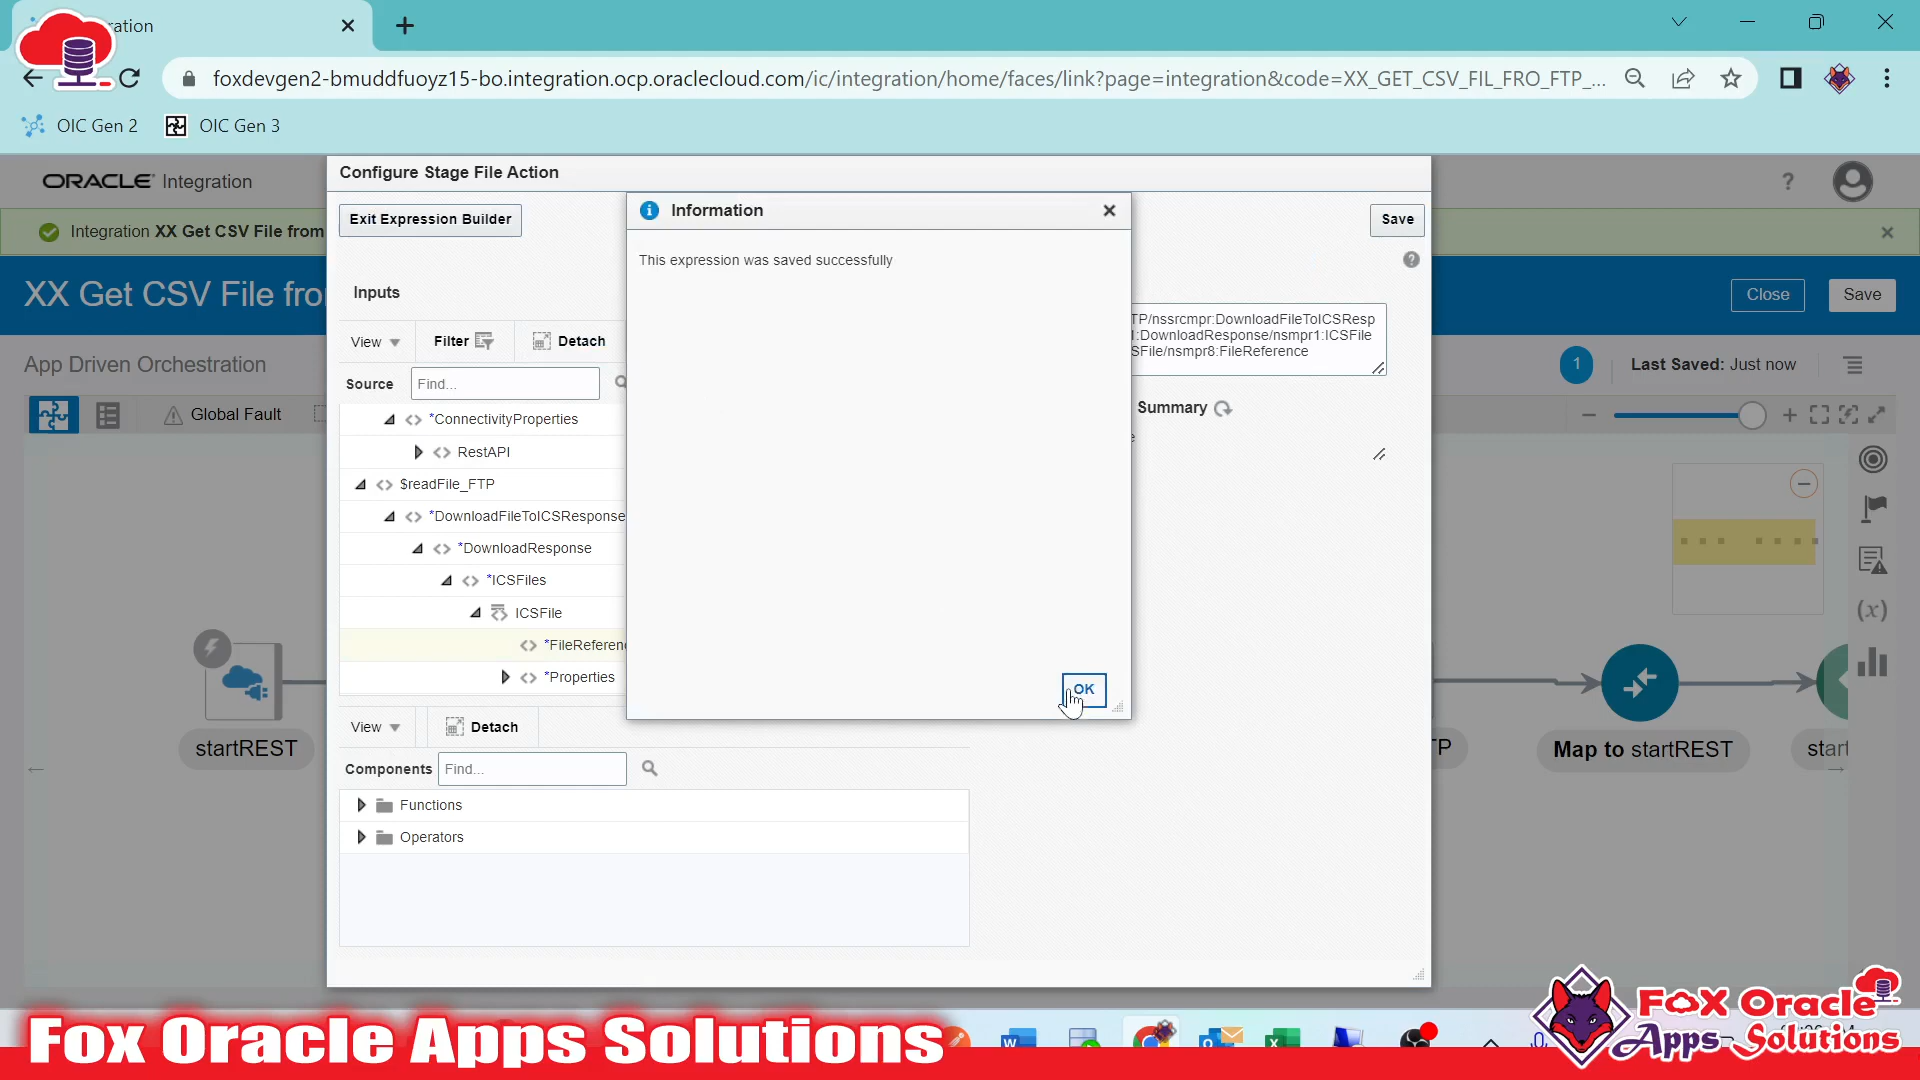 ration
foxdevgen2-bmuddfuoyz15-bo.integration.ocp.oraclecloud.com/ic/integration/home/faces/link?page=integration&code=XX_GET_CSV_FIL_FRO_FTP_...
OIC Gen 2
OIC Gen 3
ORACLE Integration
Integration XX Get CSV File from
XX Get CSV File fro
Close
Save
App Driven Orchestration
1
Last Saved: Just now
Global Fault
Configure Stage File Action
Exit Expression Builder
Save
Information
This expression was saved successfully
OK
Inputs
View
Filter
Detach
Source
Find...
*ConnectivityProperties
RestAPI
$readFile_FTP
*DownloadFileToICSResponse
*DownloadResponse
*ICSFiles
ICSFile
*FileReferenc
*Properties
TP/nssrcmpr:DownloadFileToICSResp
1:DownloadResponse/nsmpr1:ICSFile
SFile/nsmpr8:FileReference
Summary
e
View
Detach
Components
Find...
Functions
Operators
startREST
TP
Map to startREST
start
Fox Oracle Apps Solutions
FoX Oracle
Apps Solutions